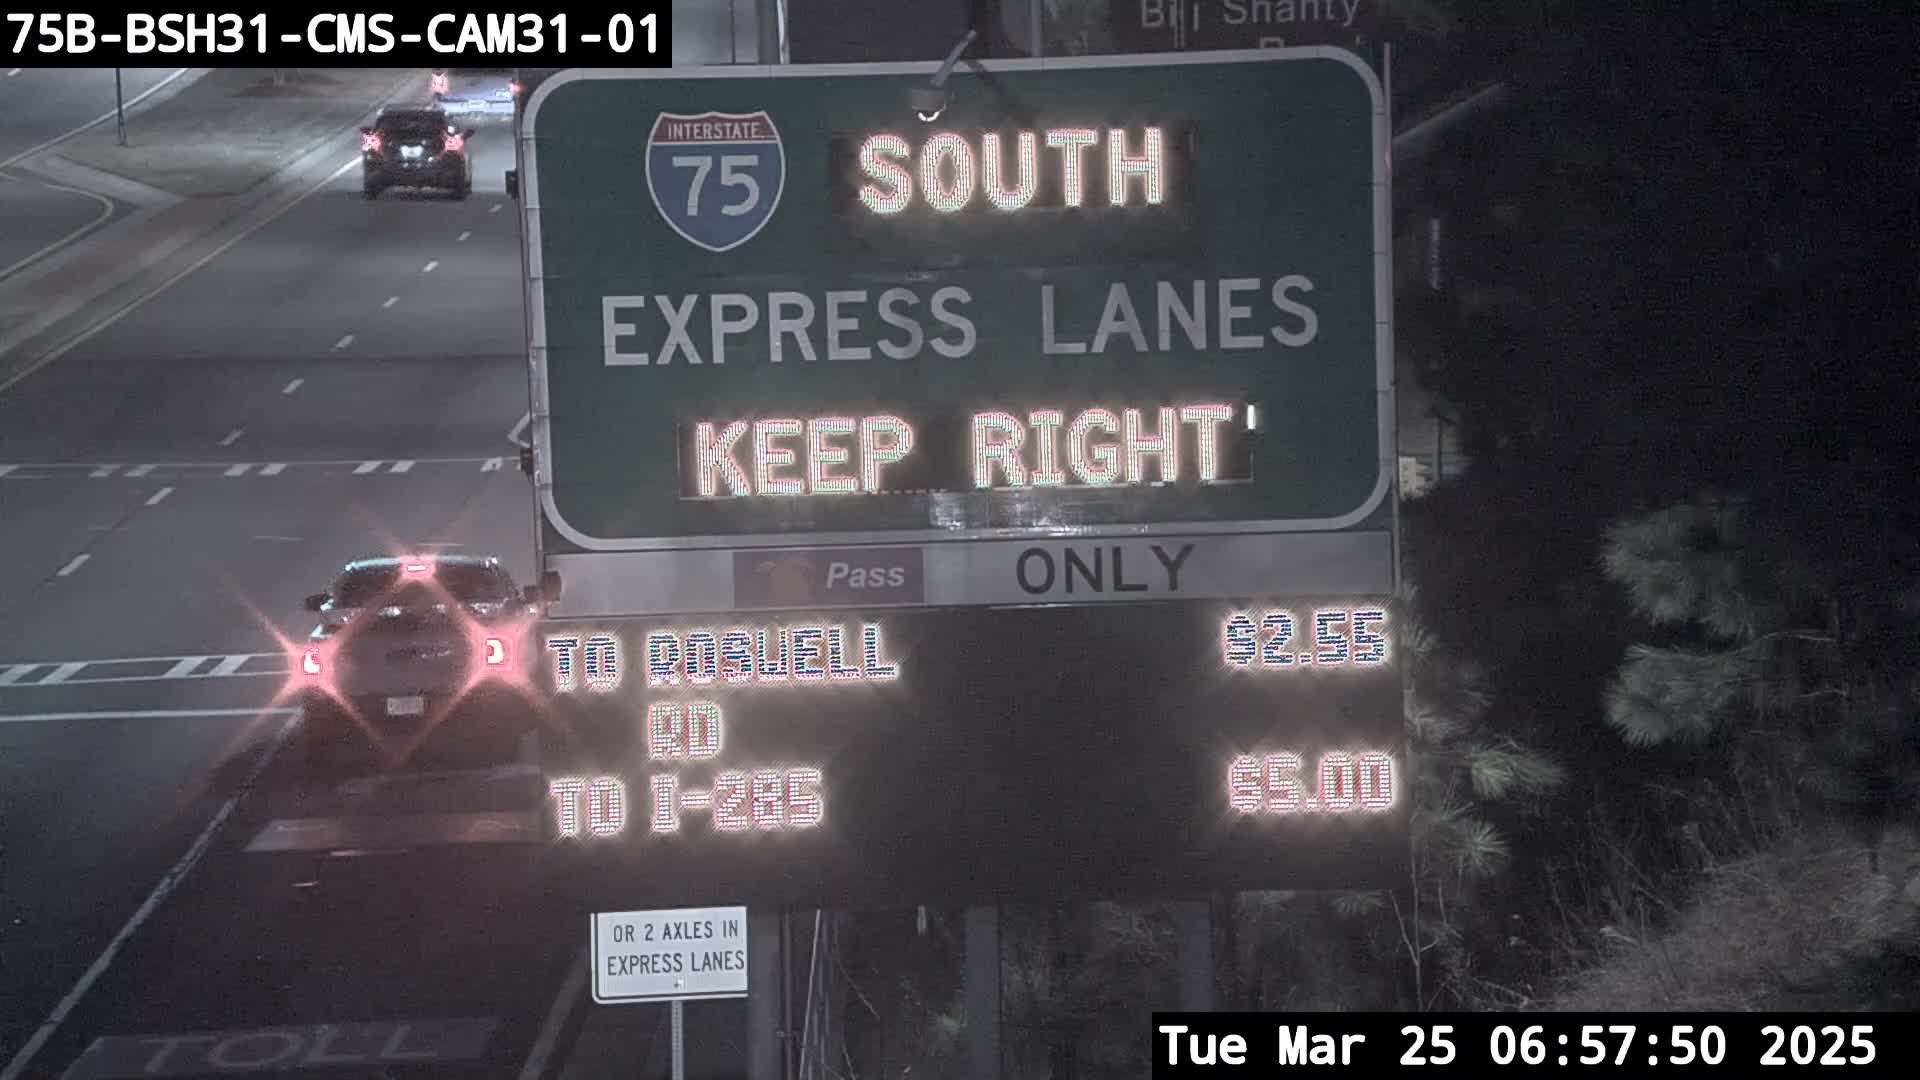 75B-BSH31-CMS-CAM31-01
Shanty
INTERSTATE
75
SOUTH
EXPRESS LANES
KEEP RIGHT
Pass ONLY
TO ROSWELL $2.55
RD
TO I-285 $5.00
OR 2 AXLES IN
EXPRESS LANES
TOLL
Tue Mar 25 06:57:50 2025